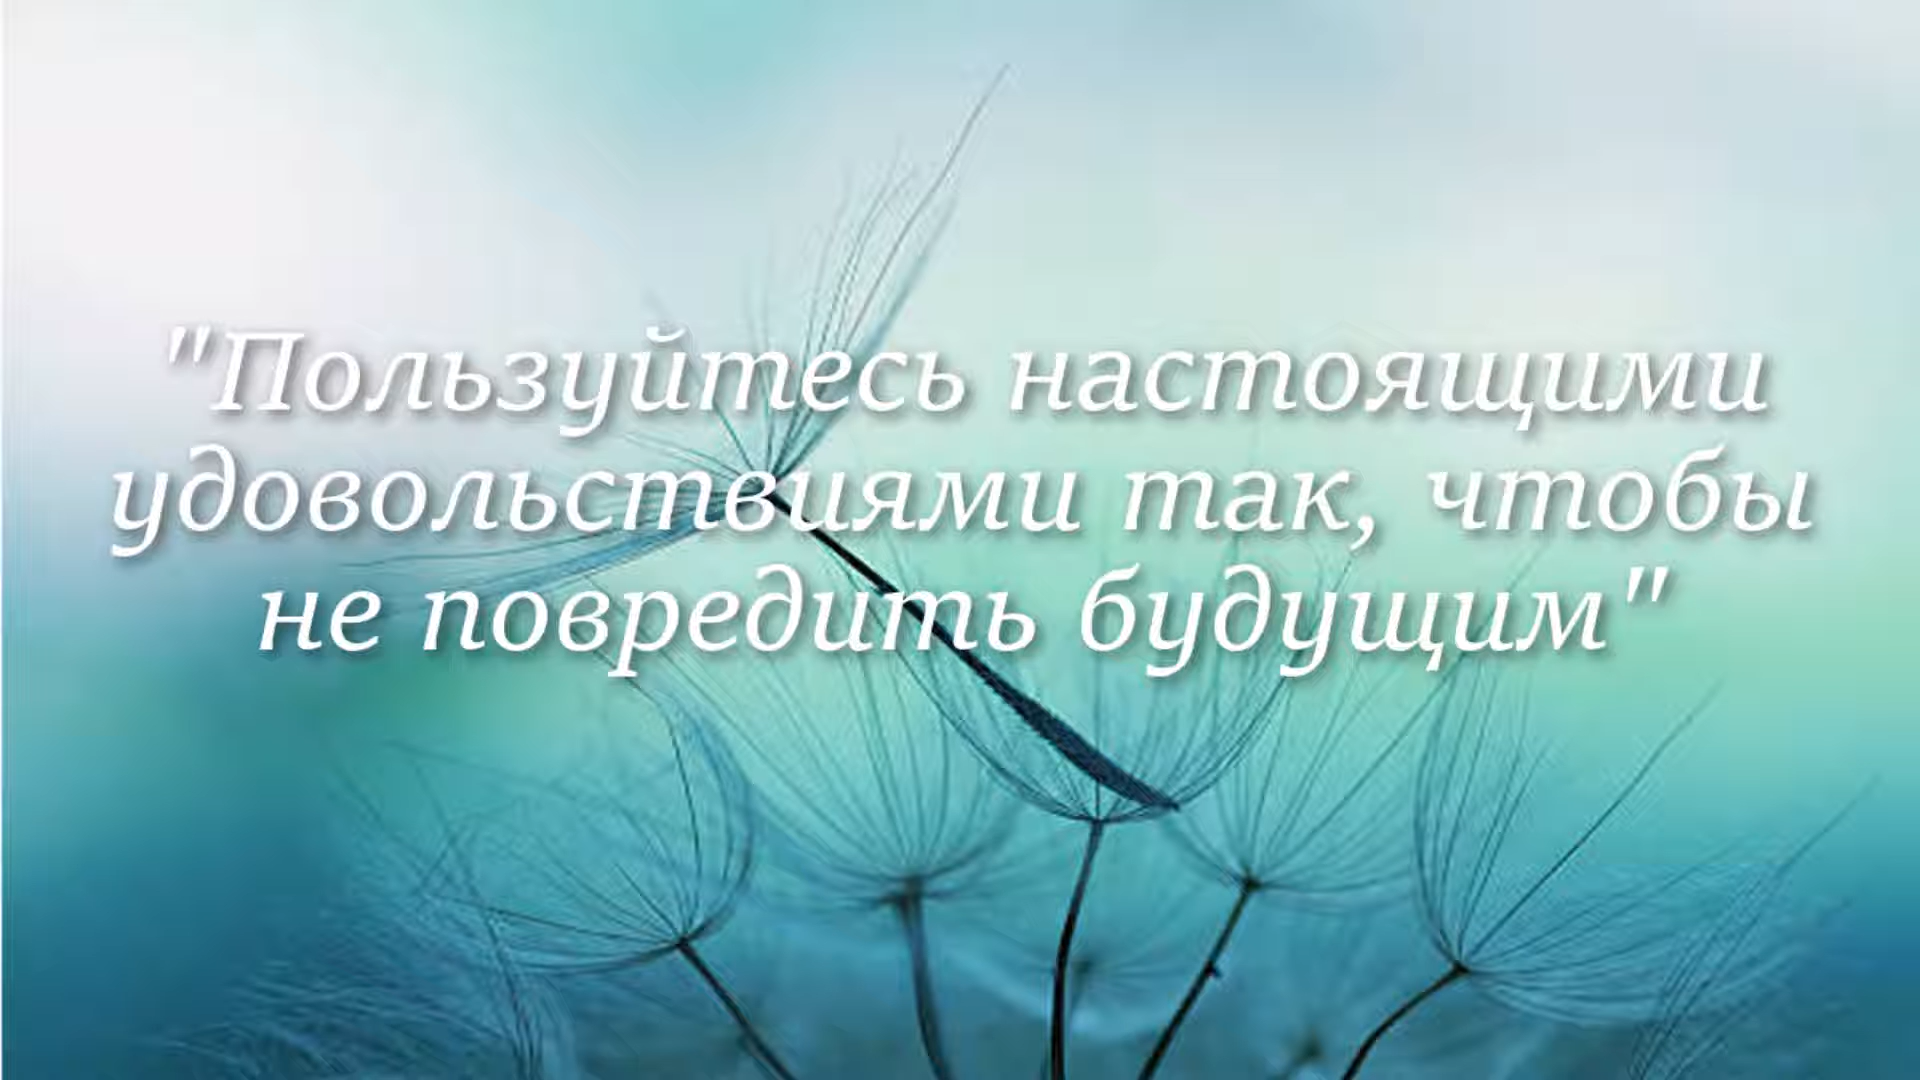 "Пользуйтесь настоящими
удовольствиями так, чтобы
не повредить будущим"